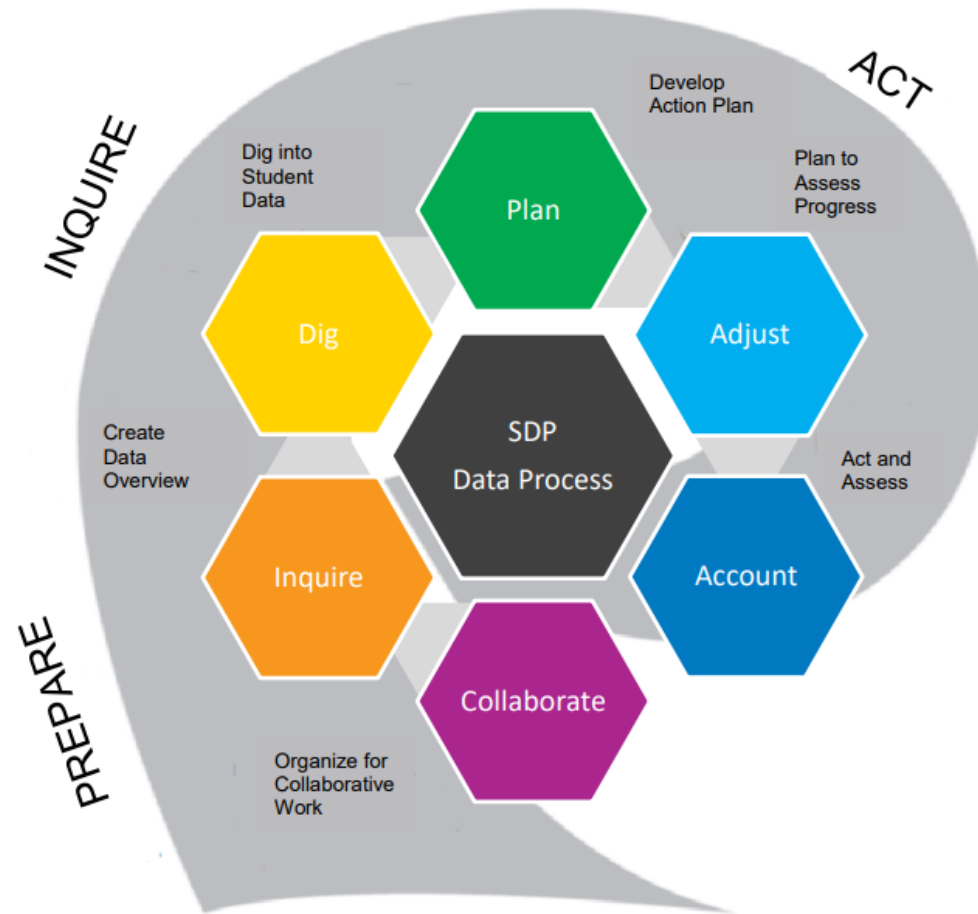 ACT
Develop
Action Plan
INQUIRE
Dig into
Student
Data
Plan to
Assess
Progress
Plan
Dig
Adjust
SDP
Data Process
Create
Data
Overview
Act and
Assess
Inquire
Account
PREPARE
Collaborate
Organize for
Collaborative
Work